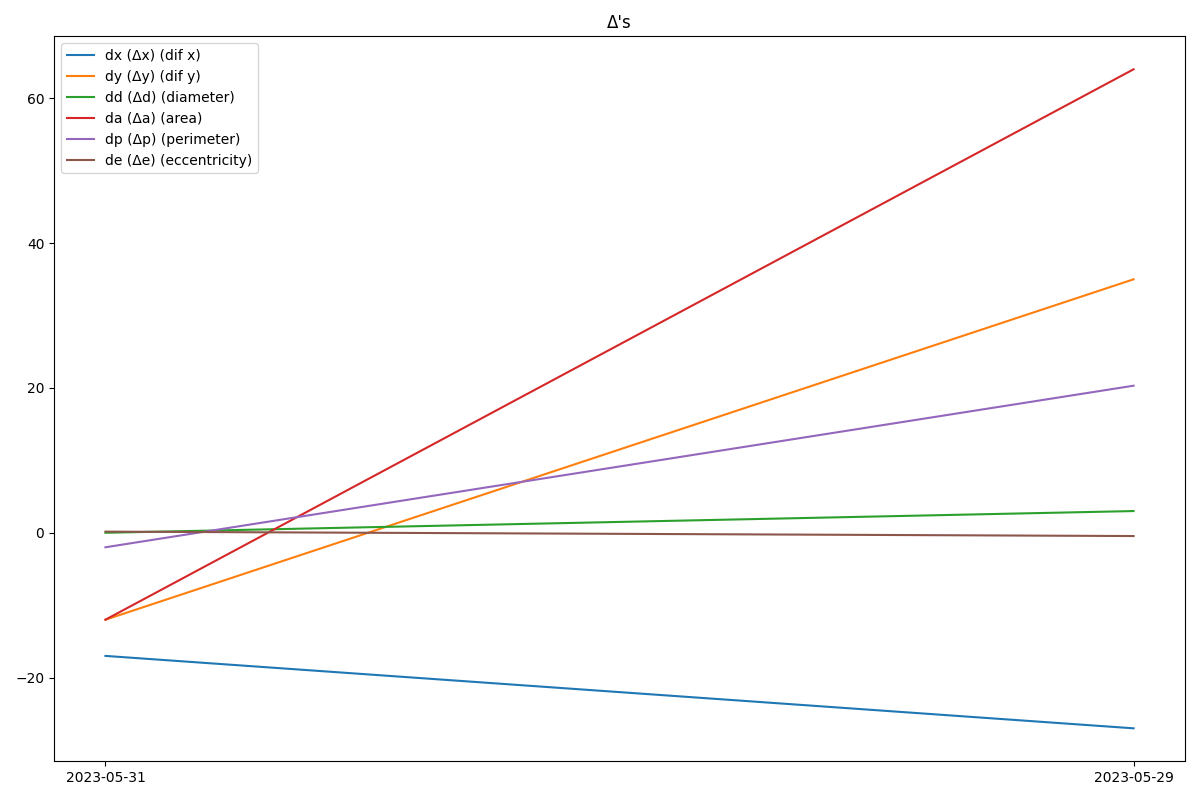 Δ's
dx (Δx) (dif x)
dy (Δy) (dif y)
dd (Δd) (diameter)
da (Δa) (area)
dp (Δp) (perimeter)
de (Δe) (eccentricity)
60
40
20
0
−20
2023-05-31
2023-05-29